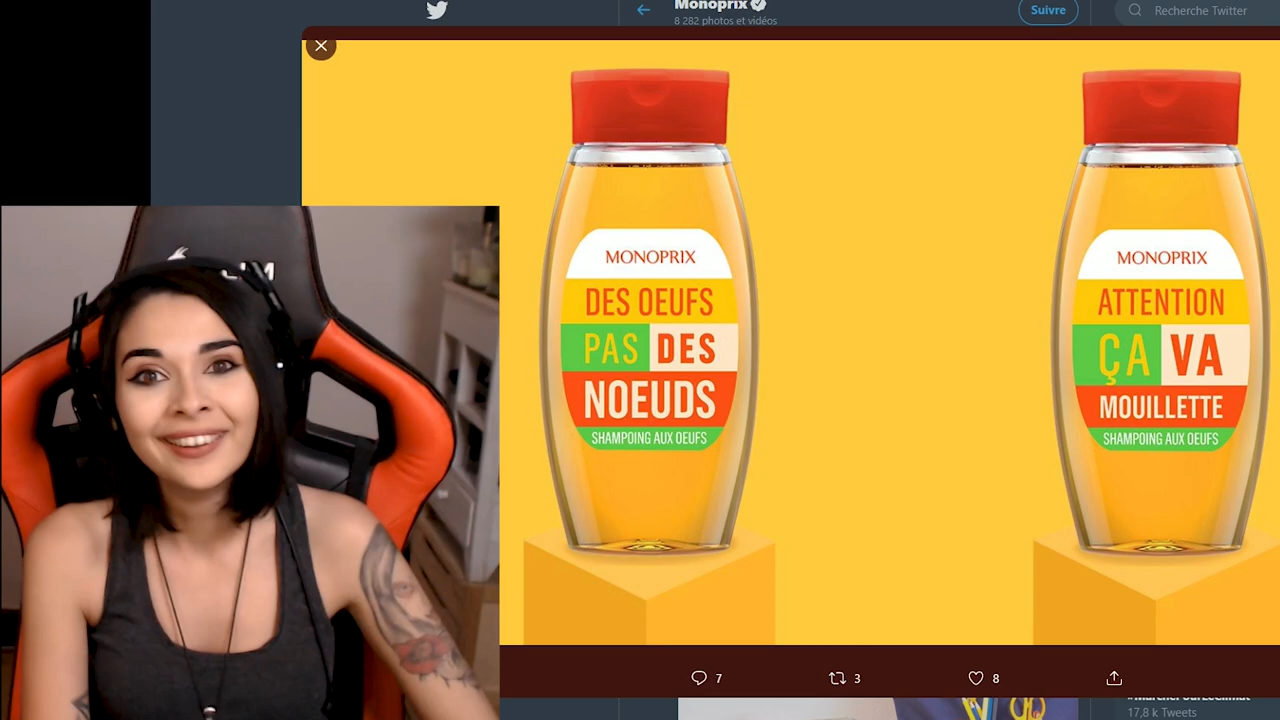 Monoprix
8 282 photos et vidéos
Suivre
Recherche Twitter
MONOPRIX
DES OEUFS
PAS DES
NOEUDS
SHAMPOING AUX OEUFS
MONOPRIX
ATTENTION
ÇA VA
MOUILLETTE
SHAMPOING AUX OEUFS
7
3
8
#MarchePourLeClimat
17,8 k Tweets